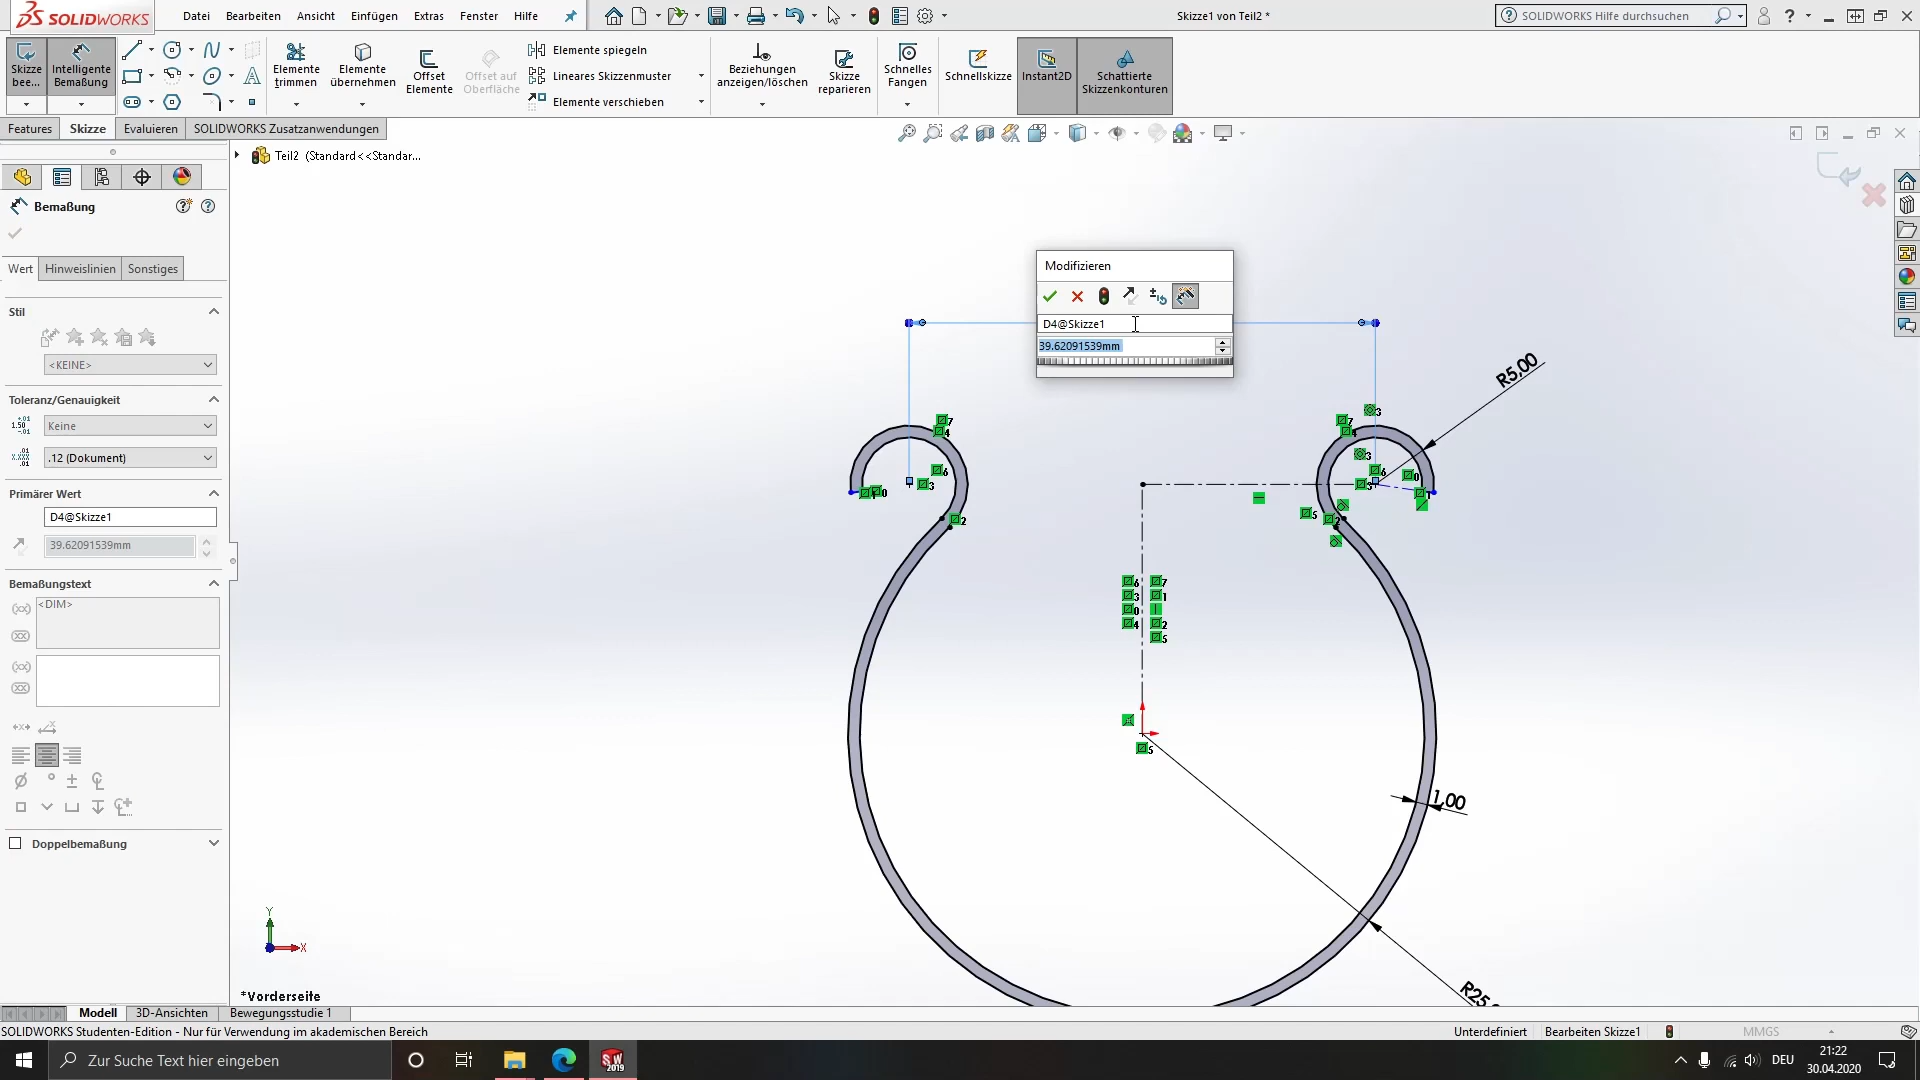 SOLIDWORKS
Datei Bearbeiten Ansicht Einfügen Extras Fenster Hilfe
Skizze1 von Teil2 *
SOLIDWORKS Hilfe durchsuchen
Skizze bee...
Intelligente Bemaßung
Elemente trimmen
Elemente übernehmen
Offset Elemente
Offset auf Oberfläche
Elemente spiegeln
Lineares Skizzenmuster
Elemente verschieben
Beziehungen anzeigen/löschen
Skizze reparieren
Schnelles Fangen
Schnellskizze
Instant2D
Schattierte Skizzenkonturen
Features Skizze Evaluieren SOLIDWORKS Zusatzanwendungen
Teil2 (Standard<<Standar...
Bemaßung
Wert Hinweislinien Sonstiges
Stil
<KEINE>
Toleranz/Genauigkeit
Keine
.12 (Dokument)
Primärer Wert
D4@Skizze1
39.62091539mm
Bemaßungstext
<DIM>
Doppelbemaßung
Modifizieren
D4@Skizze1
39.62091539mm
R5,00
1,00
R25,
Y
X
*Vorderseite
Modell 3D-Ansichten Bewegungsstudie 1
SOLIDWORKS Studenten-Edition - Nur für Verwendung im akademischen Bereich
Unterdefiniert Bearbeiten Skizze1 MMGS
Zur Suche Text hier eingeben
SW 2019
DEU
21:22
30.04.2020